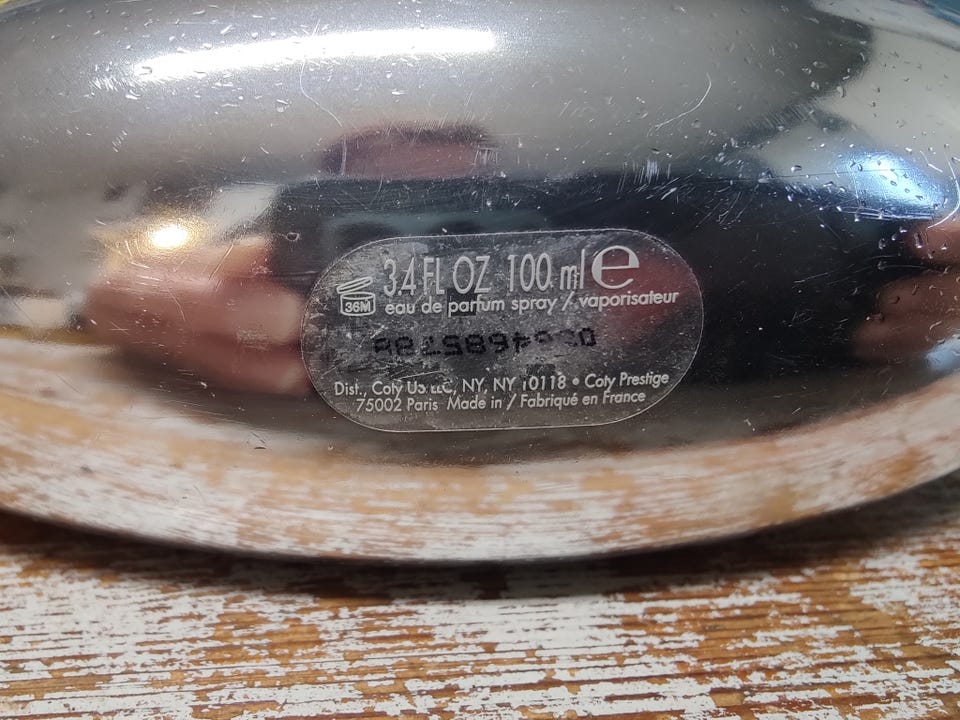 3.4 FL OZ 100 ml e
36M
eau de parfum spray / vaporisateur
Dist., Coty US LLC, NY, NY 10118 • Coty Prestige
75002 Paris Made in / Fabriqué en France